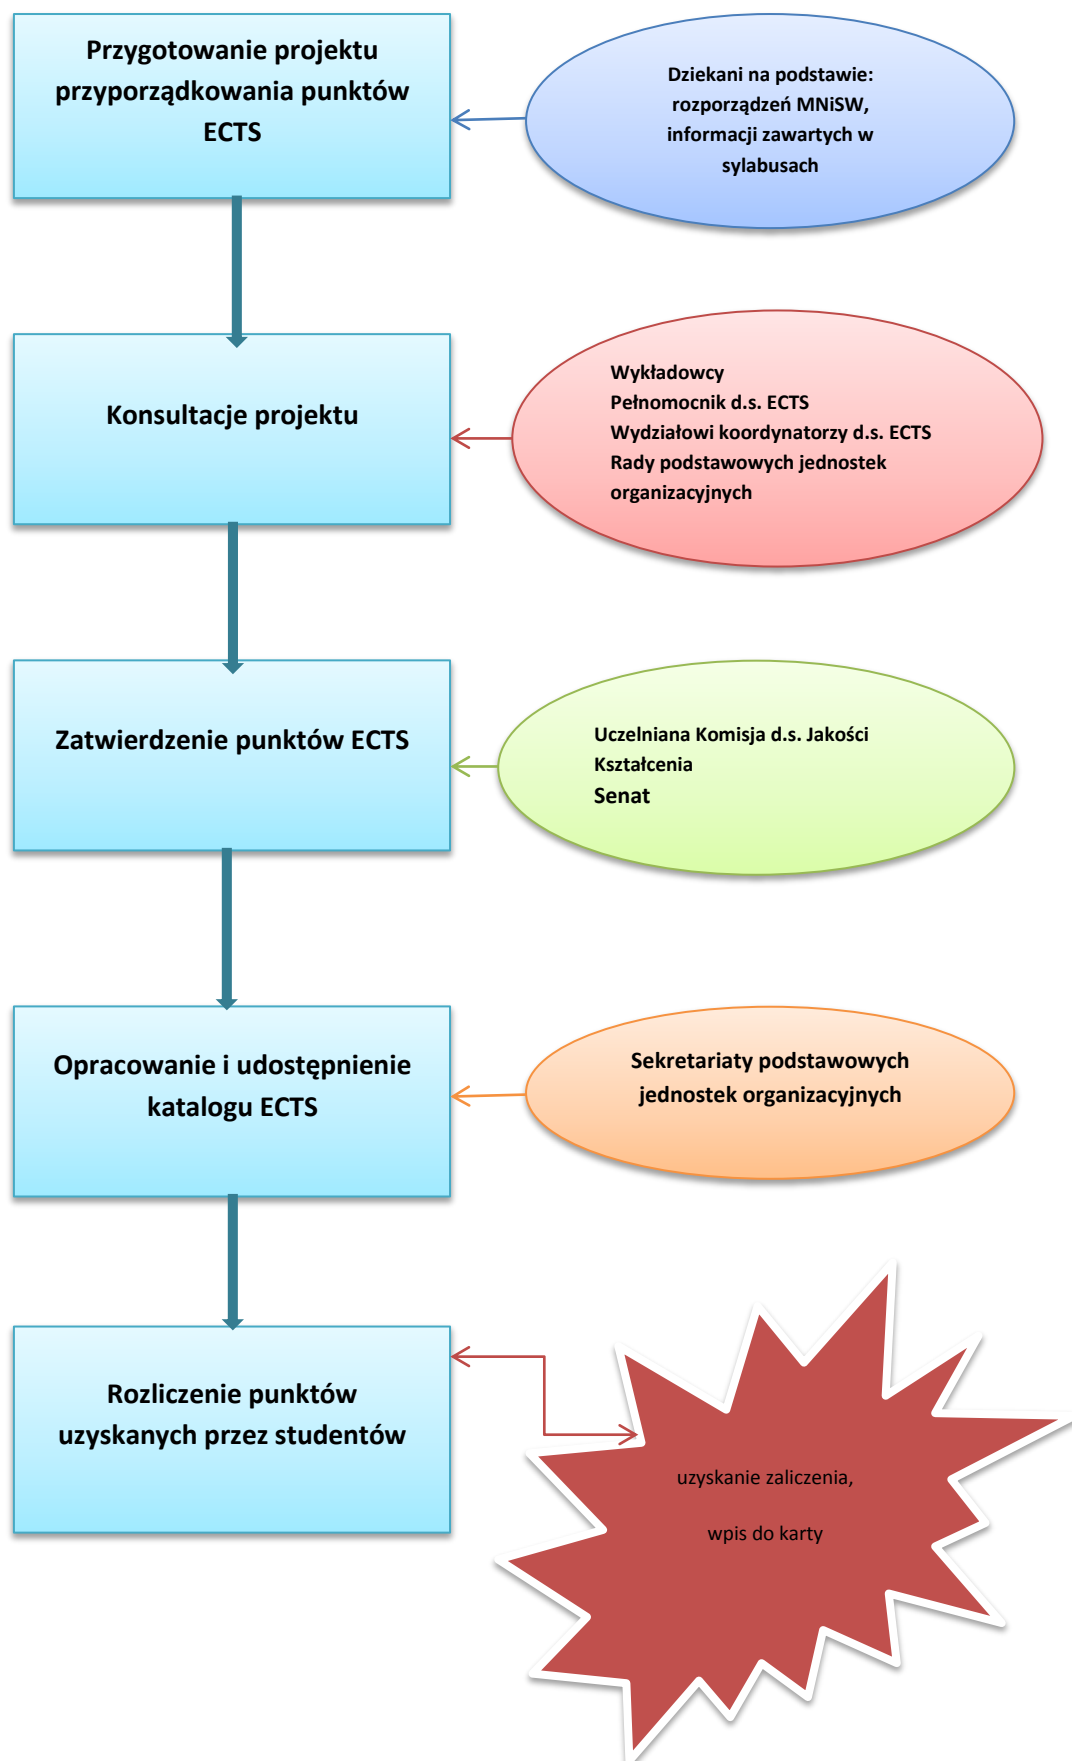 Przygotowanie projektu
przyporządkowania punktów
ECTS
Dziekani na podstawie:
rozporządzeń MNiSW,
informacji zawartych w
sylabusach
Konsultacje projektu
Wykładowcy
Pełnomocnik d.s. ECTS
Wydziałowi koordynatorzy d.s. ECTS
Rady podstawowych jednostek
organizacyjnych
Zatwierdzenie punktów ECTS
Uczelniana Komisja d.s. Jakości
Kształcenia
Senat
Opracowanie i udostępnienie
katalogu ECTS
Sekretariaty podstawowych
jednostek organizacyjnych
Rozliczenie punktów
uzyskanych przez studentów
uzyskanie zaliczenia,
wpis do karty